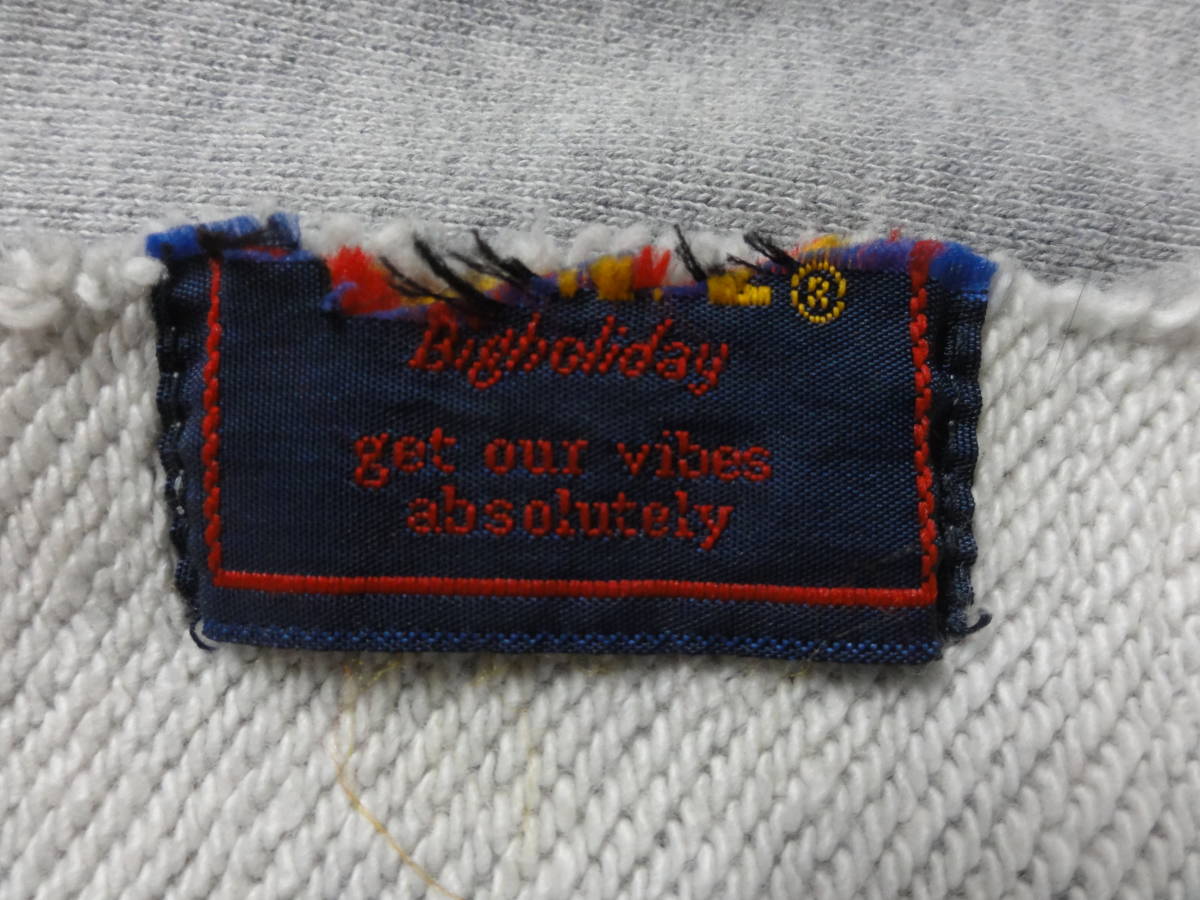 ®
Bigholiday
get our vibes
absolutely